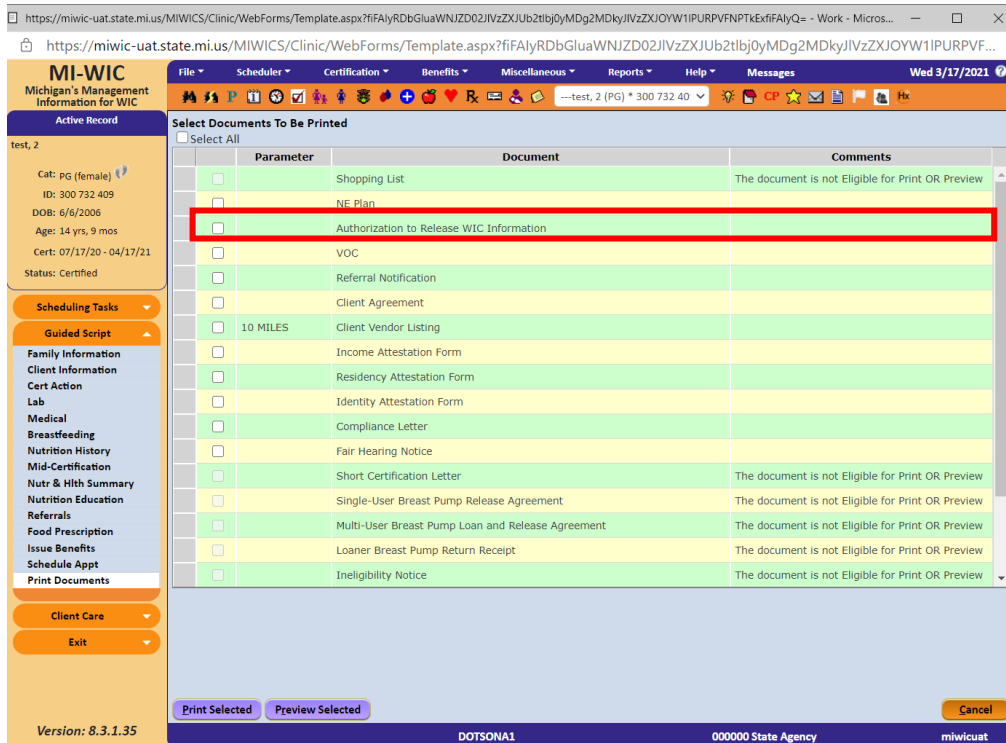 https://miwic-uat.state.mi.us/MIWICS/Clinic/WebForms/Template.aspx?fiFAIyRDbGluaWNJZD02JlVzZXJUb2tlbj0yMDg2MDkyJlVzZXJOYW1lPURPVFNPTkExfiFAIyQ= - Work - Micros...
https://miwic-uat.state.mi.us/MIWICS/Clinic/WebForms/Template.aspx?fiFAIyRDbGluaWNJZD02JlVzZXJUb2tlbj0yMDg2MDkyJlVzZXJOYW1lPURPVF...
MI-WIC
Michigan's Management
Information for WIC
File Scheduler Certification Benefits Miscellaneous Reports Help Messages Wed 3/17/2021
P CP Hx
---test, 2 (PG) * 300 732 40
Active Record
test, 2
Cat: PG (female)
ID: 300 732 409
DOB: 6/6/2006
Age: 14 yrs, 9 mos
Cert: 07/17/20 - 04/17/21
Status: Certified
Scheduling Tasks
Guided Script
Family Information
Client Information
Cert Action
Lab
Medical
Breastfeeding
Nutrition History
Mid-Certification
Nutr & Hlth Summary
Nutrition Education
Referrals
Food Prescription
Issue Benefits
Schedule Appt
Print Documents
Client Care
Exit
Version: 8.3.1.35
Select Documents To Be Printed
Select All
Parameter Document Comments
Shopping List The document is not Eligible for Print OR Preview
NE Plan
Authorization to Release WIC Information
VOC
Referral Notification
Client Agreement
10 MILES Client Vendor Listing
Income Attestation Form
Residency Attestation Form
Identity Attestation Form
Compliance Letter
Fair Hearing Notice
Short Certification Letter The document is not Eligible for Print OR Preview
Single-User Breast Pump Release Agreement The document is not Eligible for Print OR Preview
Multi-User Breast Pump Loan and Release Agreement The document is not Eligible for Print OR Preview
Loaner Breast Pump Return Receipt The document is not Eligible for Print OR Preview
Ineligibility Notice The document is not Eligible for Print OR Preview
Print Selected Preview Selected Cancel
DOTSONA1 000000 State Agency miwicuat